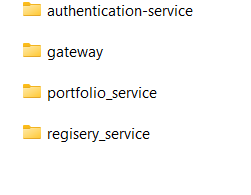 authentication-service
gateway
portfolio_service
regisery_service